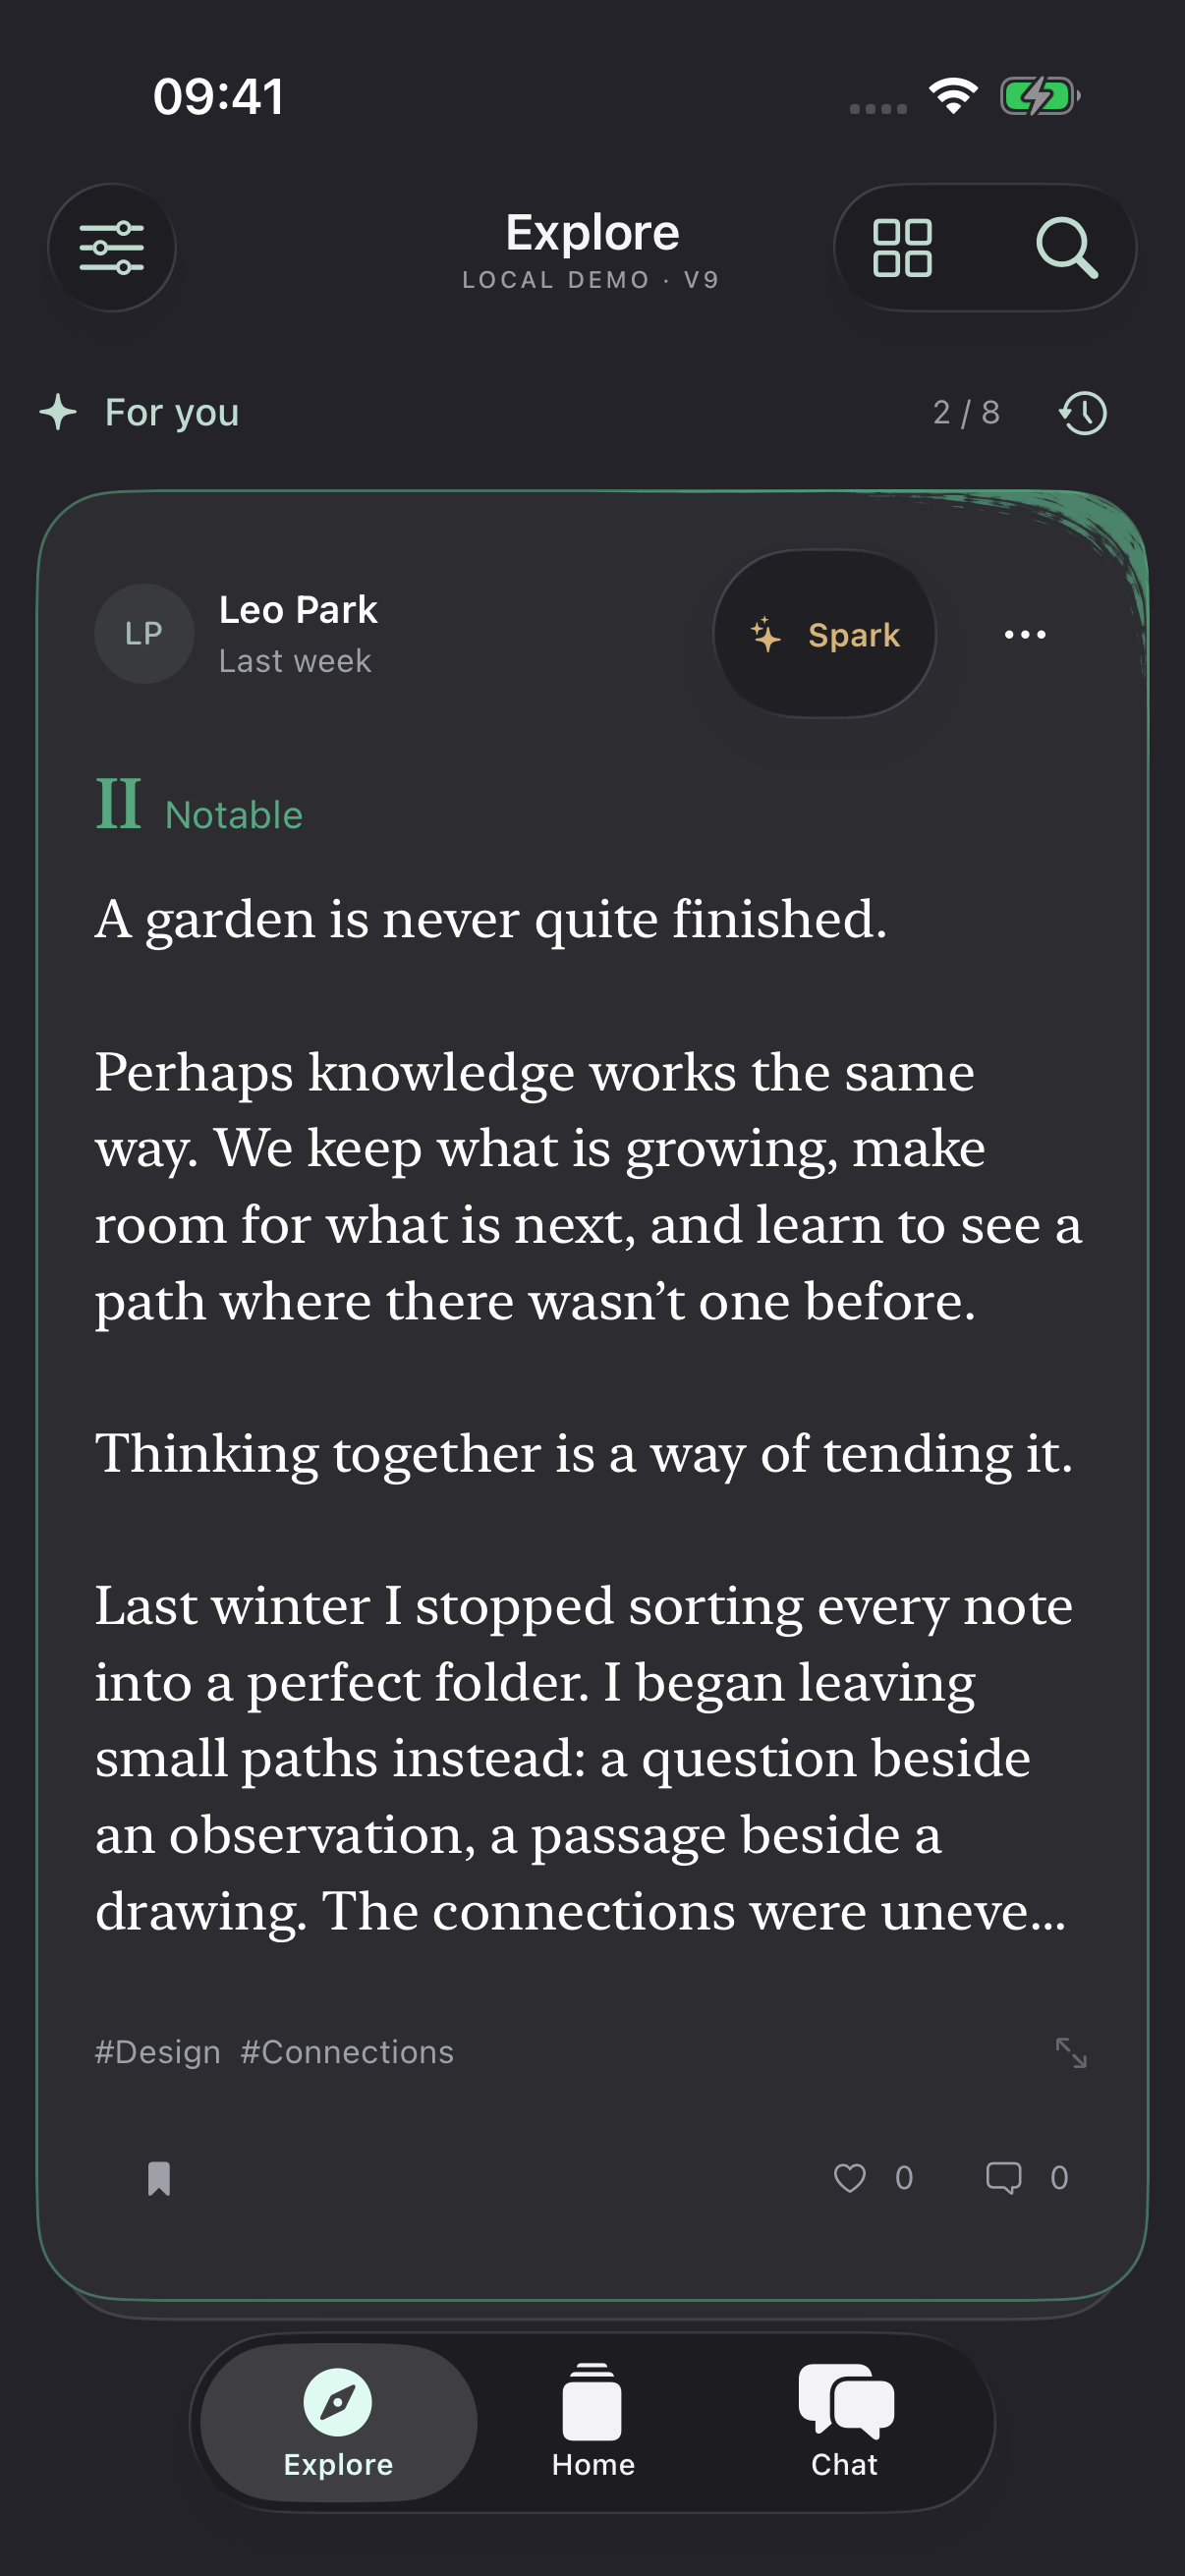 09:41
Explore
LOCAL DEMO · V9
For you
2 / 8
LP
Leo Park
Last week
Spark
II Notable
A garden is never quite finished.
Perhaps knowledge works the same
way. We keep what is growing, make
room for what is next, and learn to see a
path where there wasn’t one before.
Thinking together is a way of tending it.
Last winter I stopped sorting every note
into a perfect folder. I began leaving
small paths instead: a question beside
an observation, a passage beside a
drawing. The connections were uneve...
#Design #Connections
0
0
Explore
Home
Chat